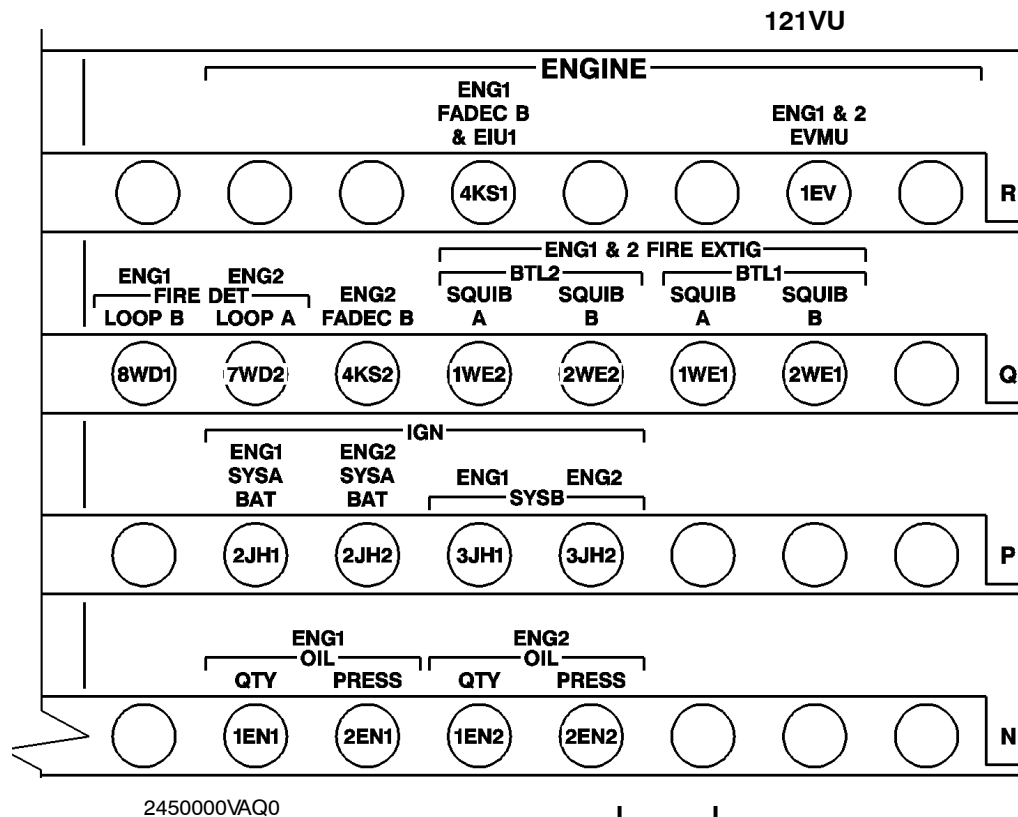 121VU
ENGINE
ENG1
FADEC B
& EIU1
ENG1 & 2
EVMU
4KS1
1EV
R
ENG1 & 2 FIRE EXTIG
ENG1
ENG2
BTL2
BTL1
FIRE DET
ENG2
SQUIB
SQUIB
SQUIB
SQUIB
LOOP B
LOOP A
FADEC B
A
B
A
B
8WD1
7WD2
4KS2
1WE2
2WE2
1WE1
2WE1
Q
IGN
ENG1
SYSA
BAT
ENG2
SYSA
BAT
ENG1
ENG2
SYSB
2JH1
2JH2
3JH1
3JH2
P
ENG1
OIL
ENG2
OIL
QTY
PRESS
QTY
PRESS
1EN1
2EN1
1EN2
2EN2
N
2450000VAQ0